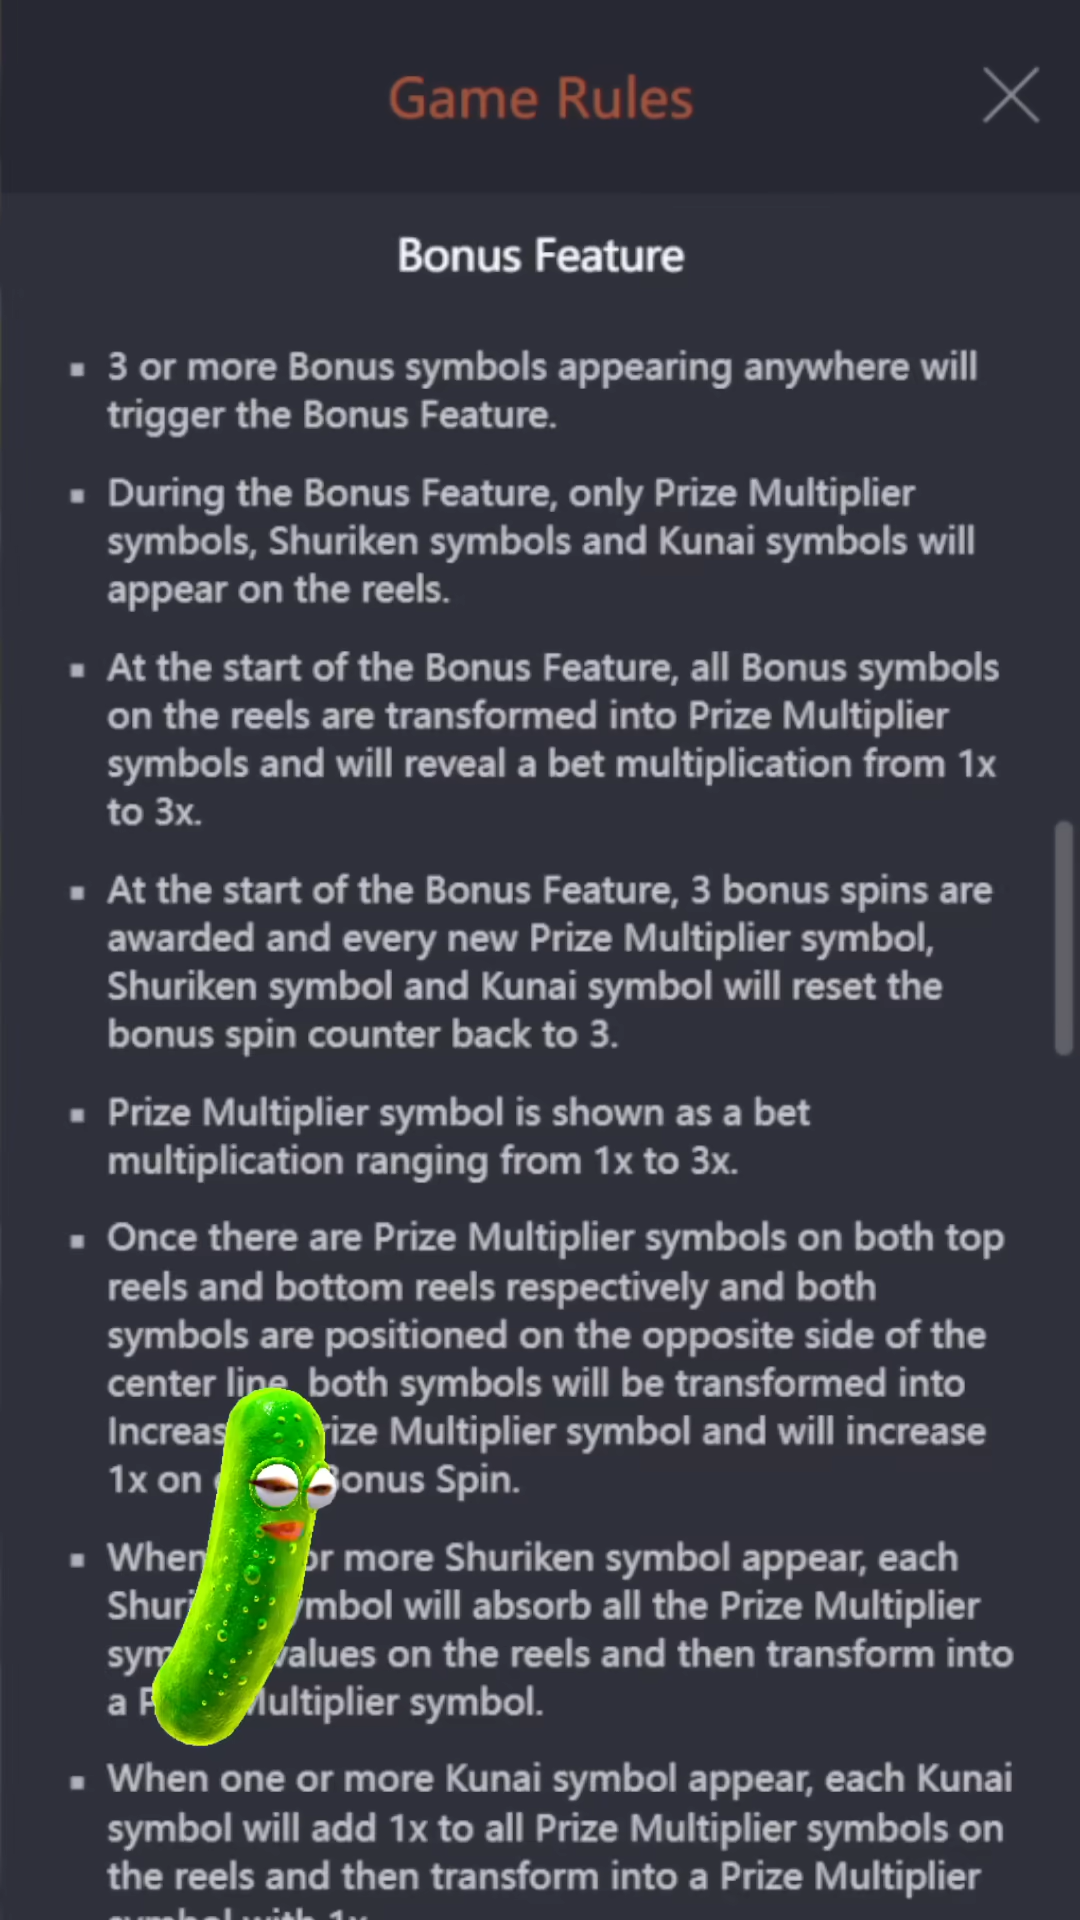 Game Rules
Bonus Feature
▪ 3 or more Bonus symbols appearing anywhere will
trigger the Bonus Feature.
▪ During the Bonus Feature, only Prize Multiplier
symbols, Shuriken symbols and Kunai symbols will
appear on the reels.
▪ At the start of the Bonus Feature, all Bonus symbols
on the reels are transformed into Prize Multiplier
symbols and will reveal a bet multiplication from 1x
to 3x.
▪ At the start of the Bonus Feature, 3 bonus spins are
awarded and every new Prize Multiplier symbol,
Shuriken symbol and Kunai symbol will reset the
bonus spin counter back to 3.
▪ Prize Multiplier symbol is shown as a bet
multiplication ranging from 1x to 3x.
▪ Once there are Prize Multiplier symbols on both top
reels and bottom reels respectively and both
symbols are positioned on the opposite side of the
center line, both symbols will be transformed into
Multiplier symbol and will increase
1x on Bonus Spin.
▪ When or more Shuriken symbol appear, each
will absorb all the Prize Multiplier
values on the reels and then transform into
a Multiplier symbol.
▪ When one or more Kunai symbol appear, each Kunai
symbol will add 1x to all Prize Multiplier symbols on
the reels and then transform into a Prize Multiplier
symbol with 1x